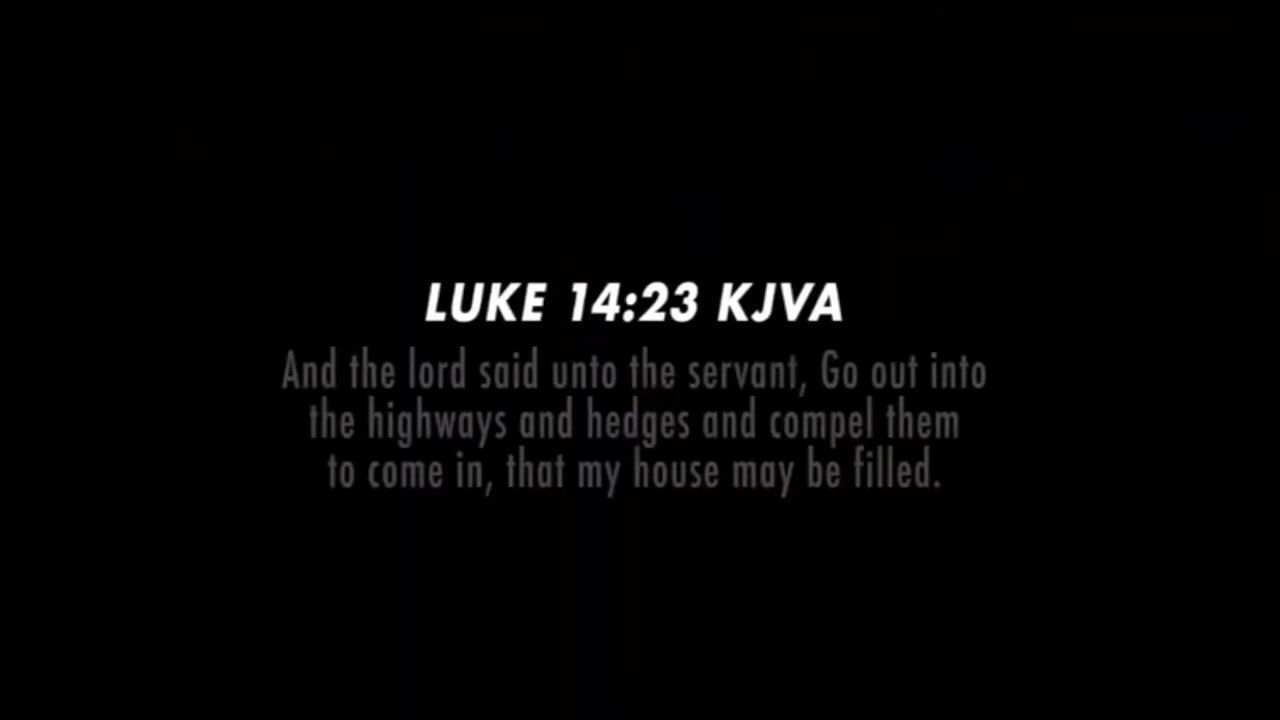 LUKE 14:23 KJVA
And the lord said unto the servant, Go out into
the highways and hedges and compel them
to come in, that my house may be filled.